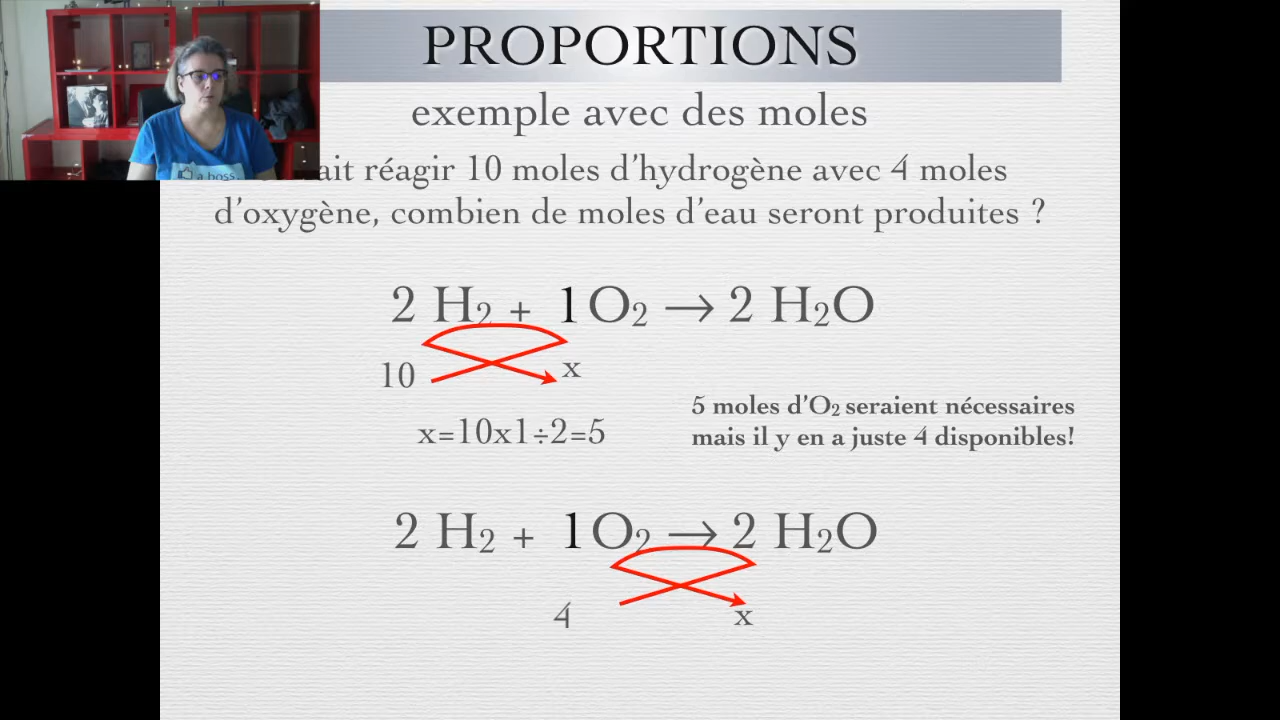 PROPORTIONS
exemple avec des moles
a boss
ait réagir 10 moles d’hydrogène avec 4 moles
d’oxygène, combien de moles d’eau seront produites ?
2 H₂ + 1 O₂ → 2 H₂O
10 x
5 moles d’O₂ seraient nécessaires
mais il y en a juste 4 disponibles!
x=10x1÷2=5
2 H₂ + 1 O₂ → 2 H₂O
4 x